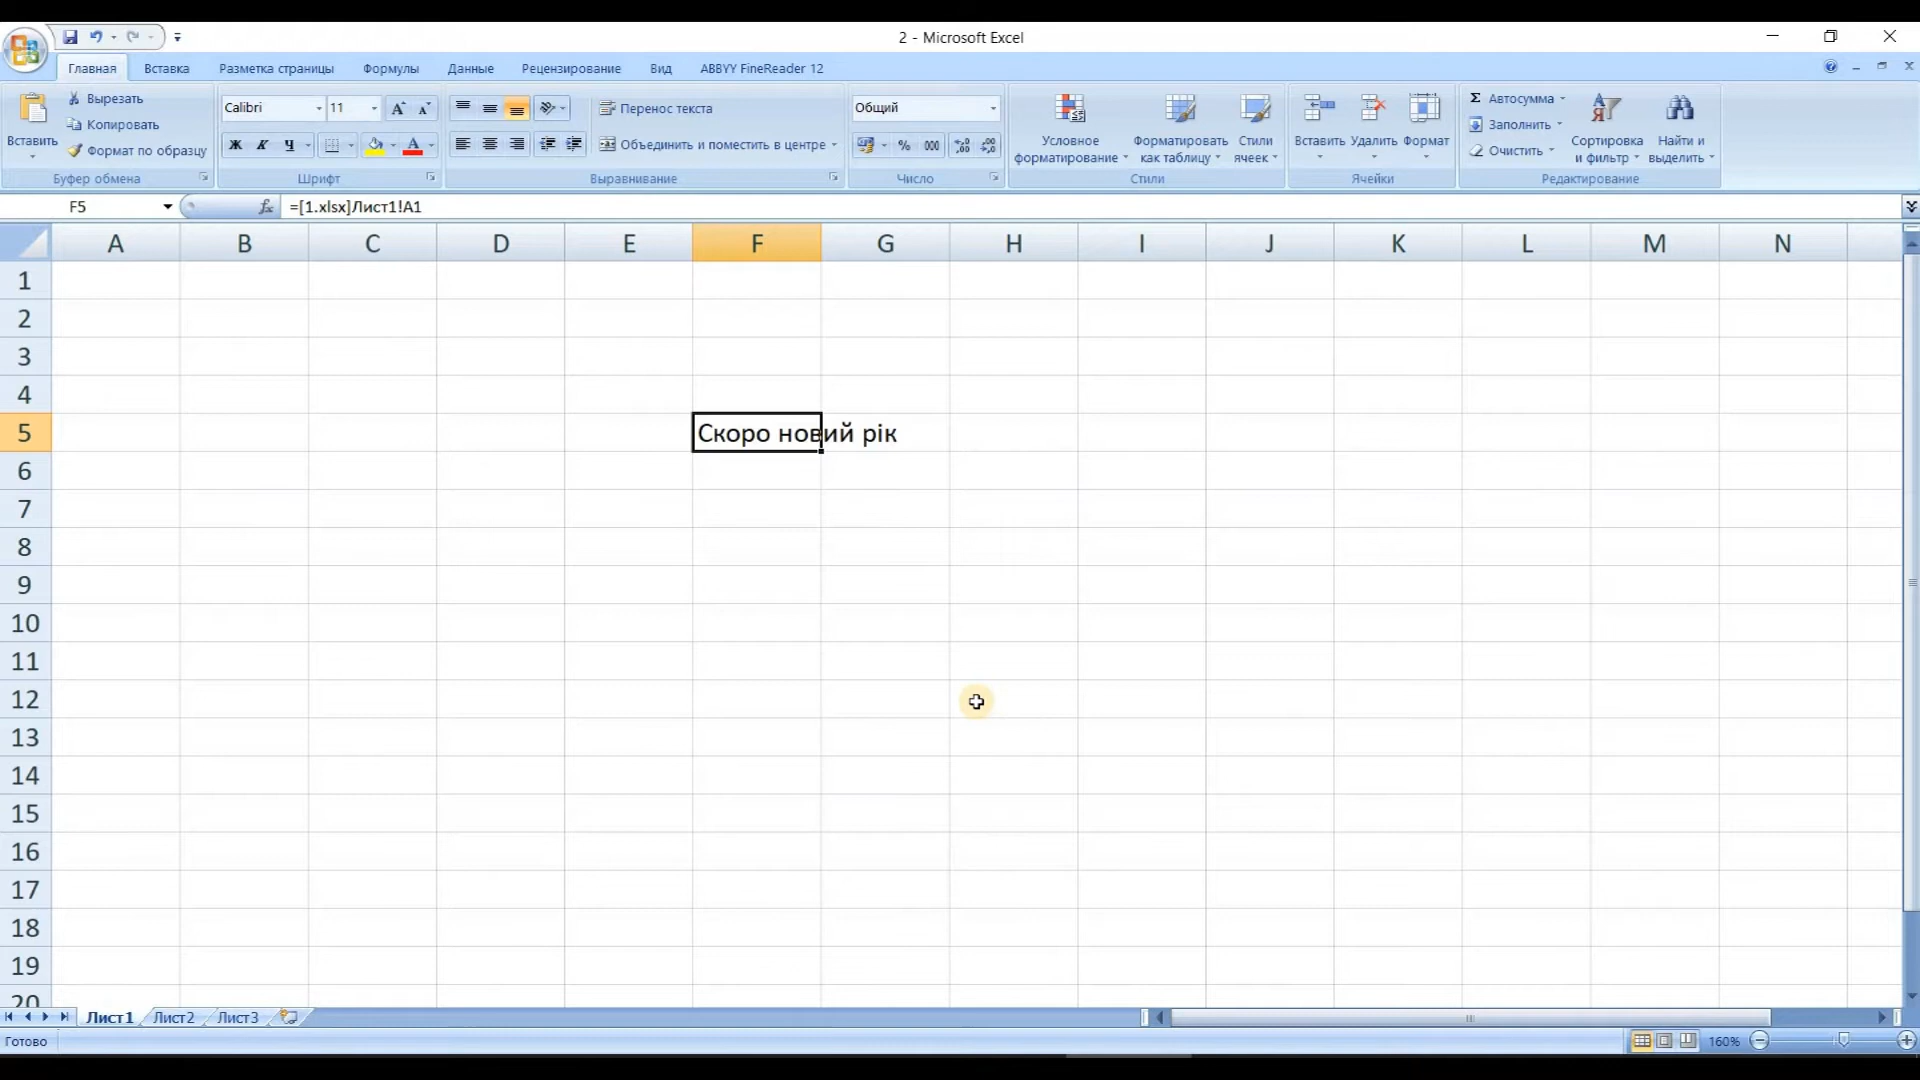 2 - Microsoft Excel
Главная Вставка Разметка страницы Формулы Данные Рецензирование Вид ABBYY FineReader 12
Вставить
Вырезать
Копировать
Формат по образцу
Буфер обмена
Calibri 11
Ж К Ч А
Шрифт
Перенос текста
Объединить и поместить в центре
Выравнивание
Общий
% 000
Число
Условное форматирование
Форматировать как таблицу
Стили ячеек
Стили
Вставить Удалить Формат
Ячейки
Σ Автосумма
Заполнить
Очистить
Сортировка и фильтр
Найти и выделить
Редактирование
F5 fx =[1.xlsx]Лист1!A1
A B C D E F G H I J K L M N
1
2
3
4
5 Скоро новий рік
6
7
8
9
10
11
12
13
14
15
16
17
18
19
20
Лист1 Лист2 Лист3
Готово 160%